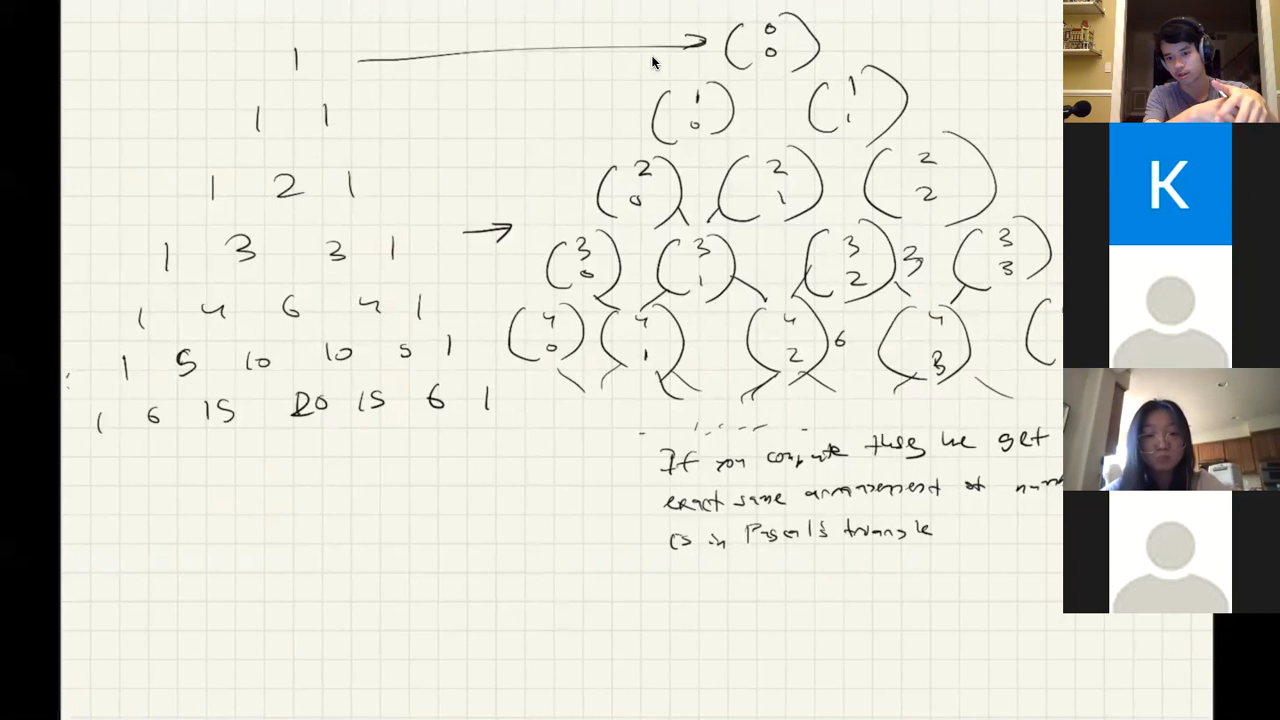 1 → (0 0)
1 1 (1 0) (1 1)
1 2 1 (2 0) (2 1) (2 2)
1 3 3 1 → (3 0) (3 1) (3 2) 3 (3 3)
1 4 6 4 1 (4 0) (4 1) (4 2) 6 (4 3) (
1 5 10 10 5 1
1 6 15 20 15 6 1
If you compute these we get
exact same arrangement of num
as in Pascal's triangle
K